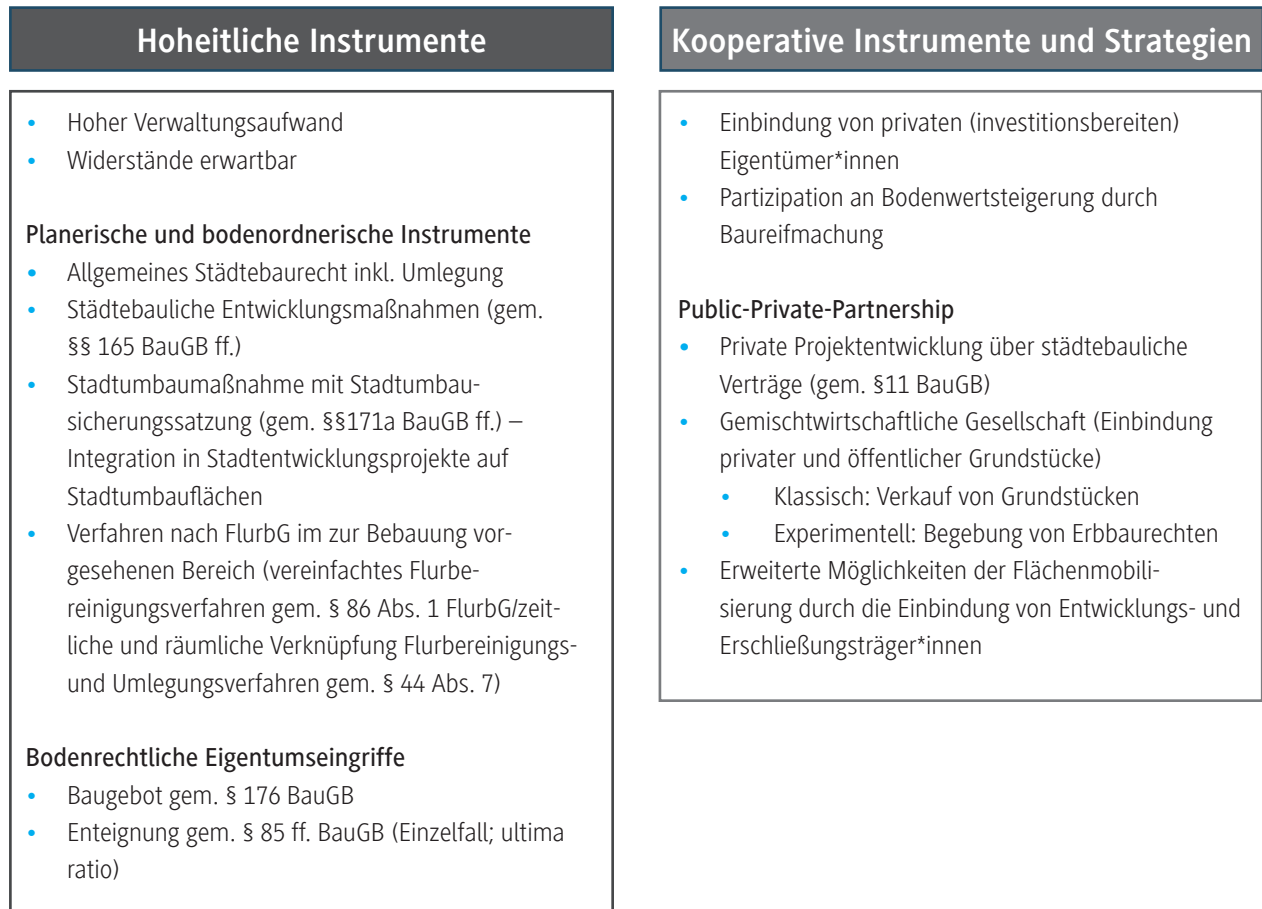 Hoheitliche Instrumente
• Hoher Verwaltungsaufwand
• Widerstände erwartbar
Planerische und bodenordnerische Instrumente
• Allgemeines Städtebaurecht inkl. Umlegung
• Städtebauliche Entwicklungsmaßnahmen (gem.
§§ 165 BauGB ff.)
• Stadtumbaumaßnahme mit Stadtumbau-
sicherungssatzung (gem. §§171a BauGB ff.) –
Integration in Stadtentwicklungsprojekte auf
Stadtumbauflächen
• Verfahren nach FlurbG im zur Bebauung vor-
gesehenen Bereich (vereinfachtes Flurbe-
reinigungsverfahren gem. § 86 Abs. 1 FlurbG/zeit-
liche und räumliche Verknüpfung Flurbereinigungs-
und Umlegungsverfahren gem. § 44 Abs. 7)
Bodenrechtliche Eigentumseingriffe
• Baugebot gem. § 176 BauGB
• Enteignung gem. § 85 ff. BauGB (Einzelfall; ultima
ratio)
Kooperative Instrumente und Strategien
• Einbindung von privaten (investitionsbereiten)
Eigentümer*innen
• Partizipation an Bodenwertsteigerung durch
Baureifmachung
Public-Private-Partnership
• Private Projektentwicklung über städtebauliche
Verträge (gem. §11 BauGB)
• Gemischtwirtschaftliche Gesellschaft (Einbindung
privater und öffentlicher Grundstücke)
• Klassisch: Verkauf von Grundstücken
• Experimentell: Begebung von Erbbaurechten
• Erweiterte Möglichkeiten der Flächenmobili-
sierung durch die Einbindung von Entwicklungs- und
Erschließungsträger*innen